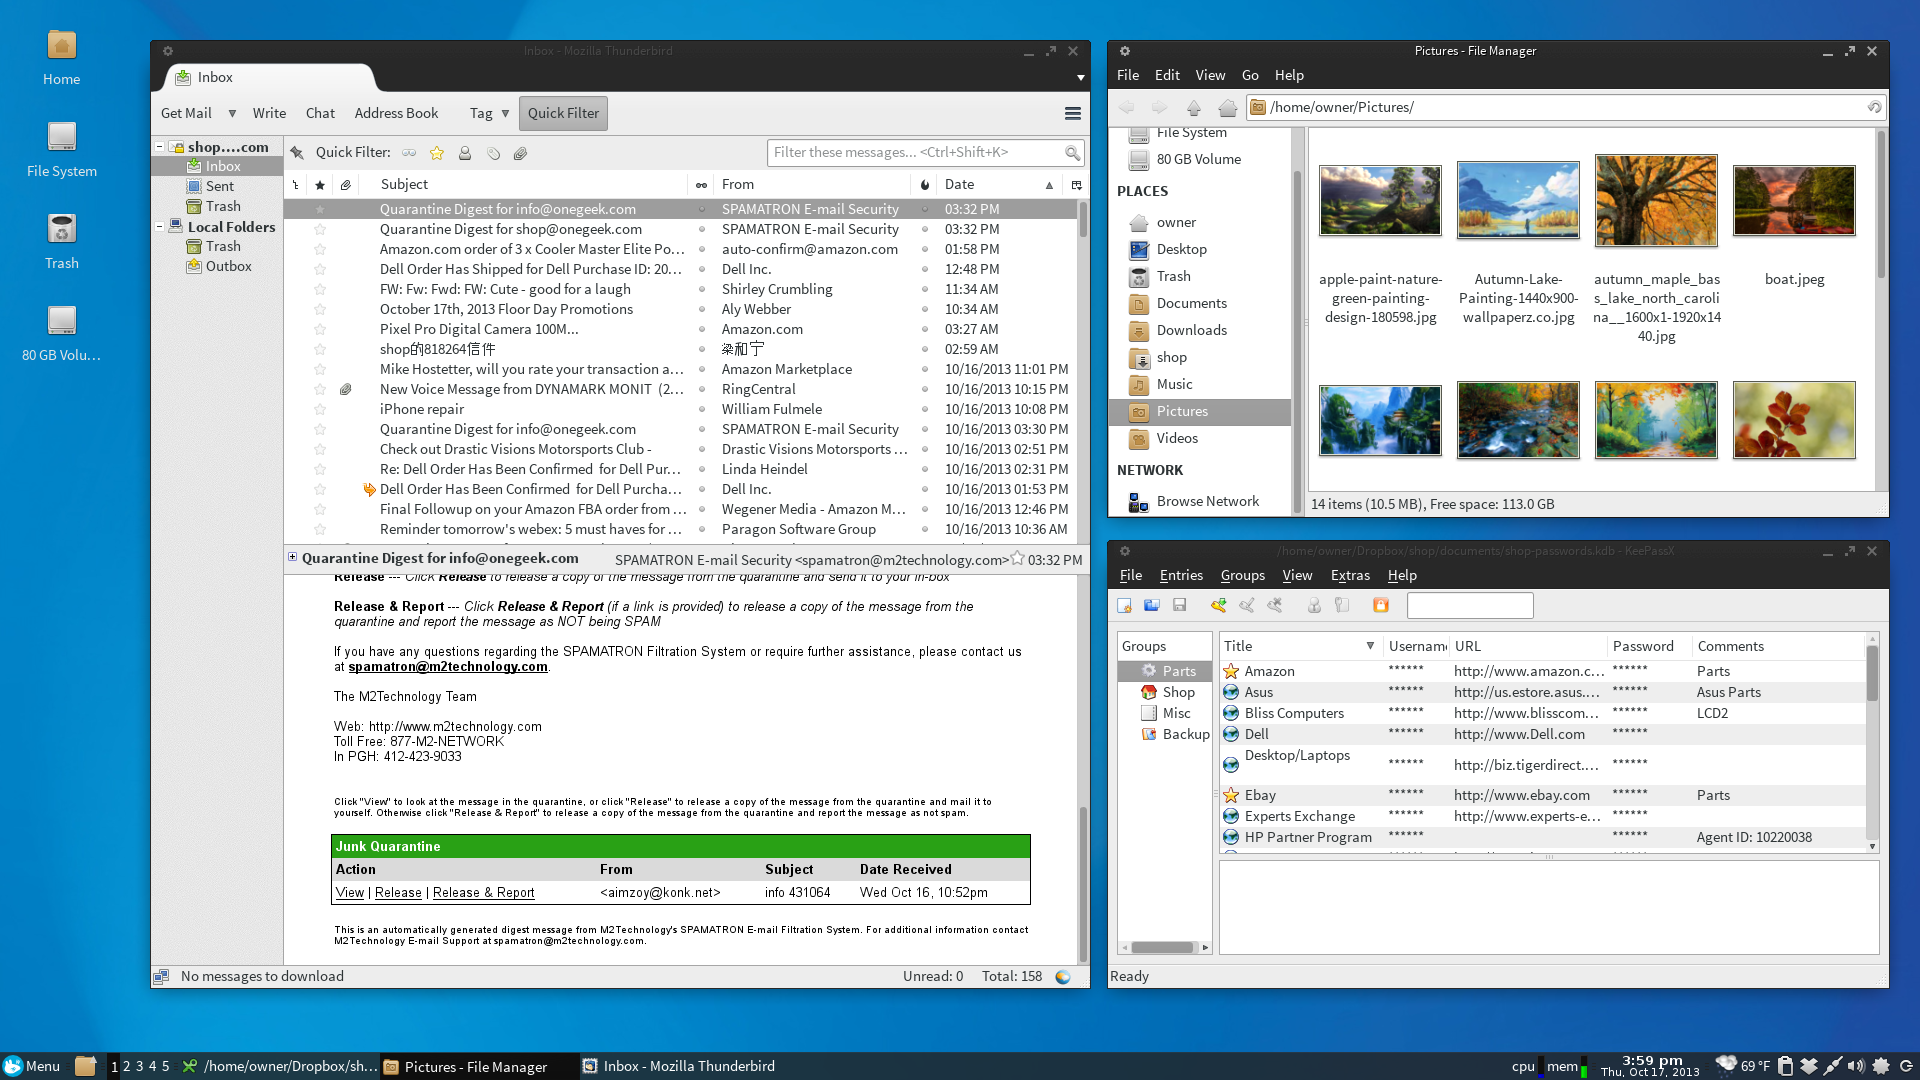 Home
File System
Trash
80 GB Volu...
Inbox - Mozilla Thunderbird
Inbox
Get Mail Write Chat Address Book Tag Quick Filter
shop....com
Inbox
Sent
Trash
Local Folders
Trash
Outbox
Quick Filter: Filter these messages... <Ctrl+Shift+K>
Subject From Date
Quarantine Digest for info@onegeek.com SPAMATRON E-mail Security 03:32 PM
Quarantine Digest for shop@onegeek.com SPAMATRON E-mail Security 03:32 PM
Amazon.com order of 3 x Cooler Master Elite Po... auto-confirm@amazon.com 01:58 PM
Dell Order Has Shipped for Dell Purchase ID: 20... Dell Inc. 12:48 PM
FW: Fw: Fwd: FW: Cute - good for a laugh Shirley Crumbling 11:34 AM
October 17th, 2013 Floor Day Promotions Aly Webber 10:34 AM
Pixel Pro Digital Camera 100M... Amazon.com 03:27 AM
shop的818264信件 梁和宁 02:59 AM
Mike Hostetter, will you rate your transaction a... Amazon Marketplace 10/16/2013 11:01 PM
New Voice Message from DYNAMARK MONIT (2... RingCentral 10/16/2013 10:15 PM
iPhone repair William Fulmele 10/16/2013 10:08 PM
Quarantine Digest for info@onegeek.com SPAMATRON E-mail Security 10/16/2013 03:30 PM
Check out Drastic Visions Motorsports Club - Drastic Visions Motorsports ... 10/16/2013 02:51 PM
Re: Dell Order Has Been Confirmed for Dell Pur... Linda Heindel 10/16/2013 02:31 PM
Dell Order Has Been Confirmed for Dell Purcha... Dell Inc. 10/16/2013 01:53 PM
Final Followup on your Amazon FBA order from ... Wegener Media - Amazon M... 10/16/2013 12:46 PM
Reminder tomorrow's webex: 5 must haves for ... Paragon Software Group 10/16/2013 10:36 AM
Quarantine Digest for info@onegeek.com SPAMATRON E-mail Security <spamatron@m2technology.com> 03:32 PM
Release --- Click Release to release a copy of the message from the quarantine and send it to your in-box
Release & Report --- Click Release & Report (if a link is provided) to release a copy of the message from the
quarantine and report the message as NOT being SPAM
If you have any questions regarding the SPAMATRON Filtration System or require further assistance, please contact us
at spamatron@m2technology.com.
The M2Technology Team
Web: http://www.m2technology.com
Toll Free: 877-M2-NETWORK
In PGH: 412-423-9033
Click "View" to look at the message in the quarantine, or click "Release" to release a copy of the message from the quarantine and mail it to
yourself. Otherwise click "Release & Report" to release a copy of the message from the quarantine and report the message as not spam.
Junk Quarantine
Action From Subject Date Received
View | Release | Release & Report <aimzoy@konk.net> info 431064 Wed Oct 16, 10:52pm
This is an automatically generated digest message from M2Technology's SPAMATRON E-mail Filtration System. For additional information contact
M2Technology E-mail Support at spamatron@m2technology.com.
No messages to download Unread: 0 Total: 158
Pictures - File Manager
File Edit View Go Help
/home/owner/Pictures/
File System
80 GB Volume
PLACES
owner
Desktop
Trash
Documents
Downloads
shop
Music
Pictures
Videos
NETWORK
Browse Network
apple-paint-nature-
green-painting-
design-180598.jpg
Autumn-Lake-
Painting-1440x900-
wallpaperz.co.jpg
autumn_maple_bas
s_lake_north_caroli
na__1600x1-1920x14
40.jpg
boat.jpeg
14 items (10.5 MB), Free space: 113.0 GB
/home/owner/Dropbox/shop/documents/shop-passwords.kdb - KeePassX
File Entries Groups View Extras Help
Groups
Parts
Shop
Misc
Backup
Title Usernam URL Password Comments
Amazon ****** http://www.amazon.c... ****** Parts
Asus ****** http://us.estore.asus.... ****** Asus Parts
Bliss Computers ****** http://www.blisscom... ****** LCD2
Dell ****** http://www.Dell.com ******
Desktop/Laptops ****** http://biz.tigerdirect.... ******
Ebay ****** http://www.ebay.com ****** Parts
Experts Exchange ****** http://www.experts-e... ******
HP Partner Program ****** ****** Agent ID: 10220038
Ready
Menu 1 2 3 4 5 /home/owner/Dropbox/sh... Pictures - File Manager Inbox - Mozilla Thunderbird cpu mem 3:59 pm 69 °F
Thu, Oct 17, 2013